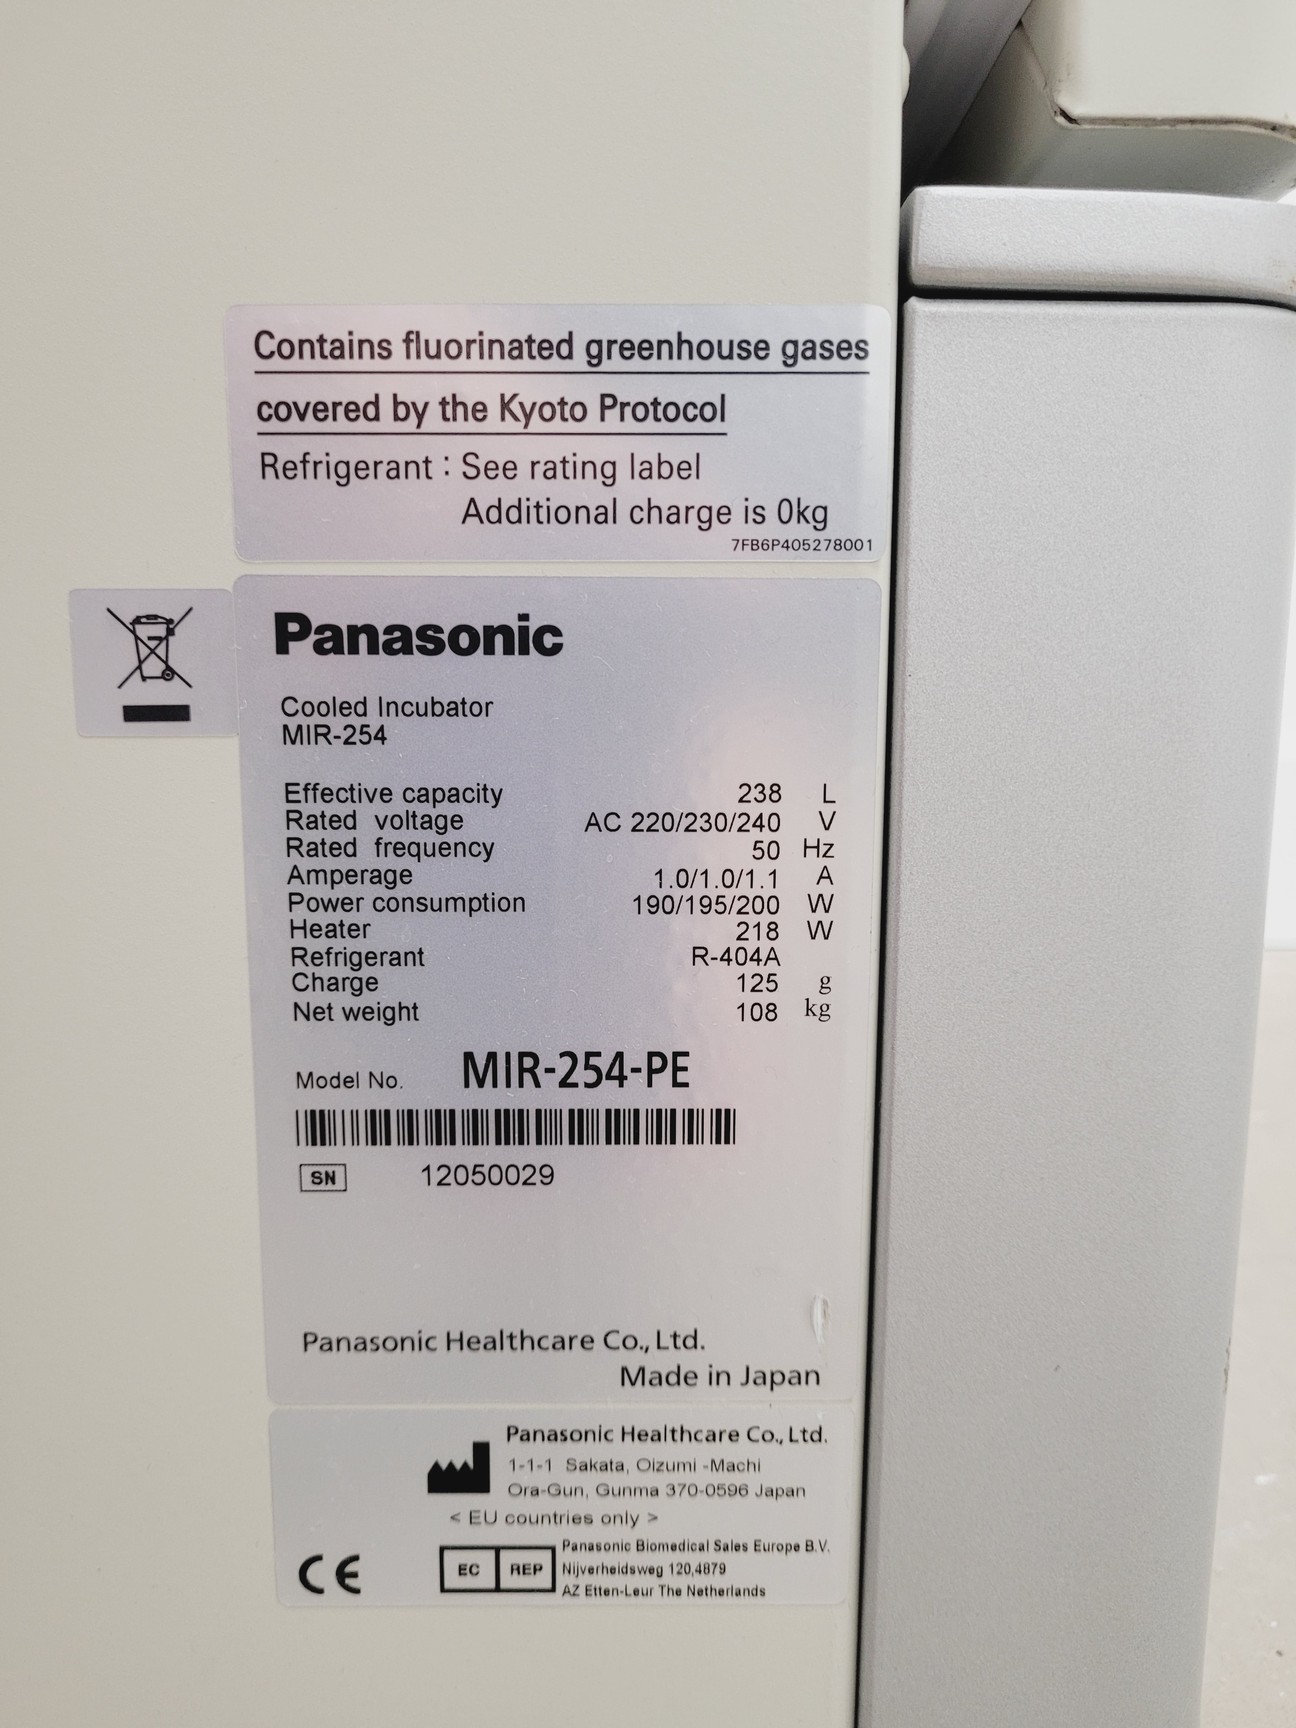 Contains fluorinated greenhouse gases
covered by the Kyoto Protocol
Refrigerant : See rating label
Additional charge is 0kg
7FB6P405278001
Panasonic
Cooled Incubator
MIR-254
Effective capacity 238 L
Rated voltage AC 220/230/240 V
Rated frequency 50 Hz
Amperage 1.0/1.0/1.1 A
Power consumption 190/195/200 W
Heater 218 W
Refrigerant R-404A
Charge 125 g
Net weight 108 kg
Model No. MIR-254-PE
SN 12050029
Panasonic Healthcare Co., Ltd.
Made in Japan
Panasonic Healthcare Co., Ltd.
1-1-1 Sakata, Oizumi -Machi
Ora-Gun, Gunma 370-0596 Japan
< EU countries only >
CE
EC REP
Panasonic Biomedical Sales Europe B.V.
Nijverheidsweg 120,4879
AZ Etten-Leur The Netherlands